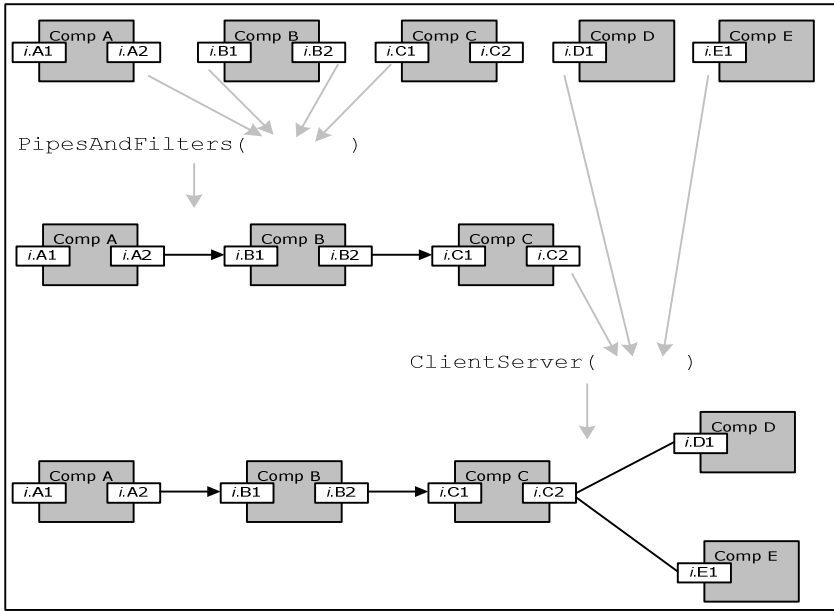 Comp A
Comp B
Comp C
Comp D
Comp E
i.A1
i.A2
i.B1
i.B2
i.C1
i.C2
i.D1
i.E1
PipesAndFilters( )
Comp A
Comp B
Comp C
i.A1
i.A2
i.B1
i.B2
i.C1
i.C2
ClientServer( )
Comp D
i.D1
Comp A
Comp B
Comp C
i.A1
i.A2
i.B1
i.B2
i.C1
i.C2
Comp E
i.E1